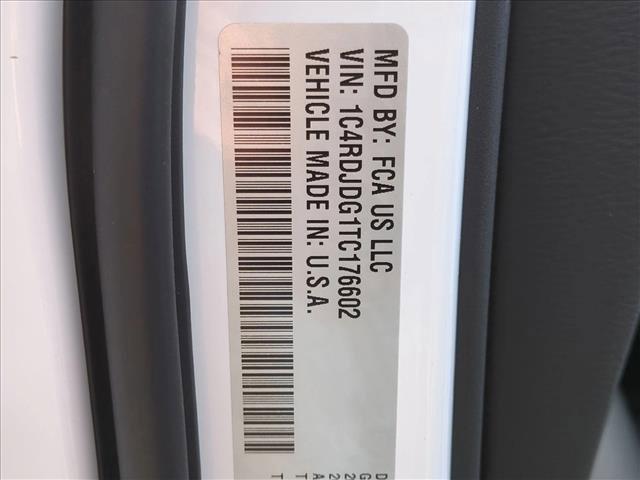 MFD BY: FCA US LLC
VIN: 1C4RDJDG1TC176602
VEHICLE MADE IN: U.S.A.